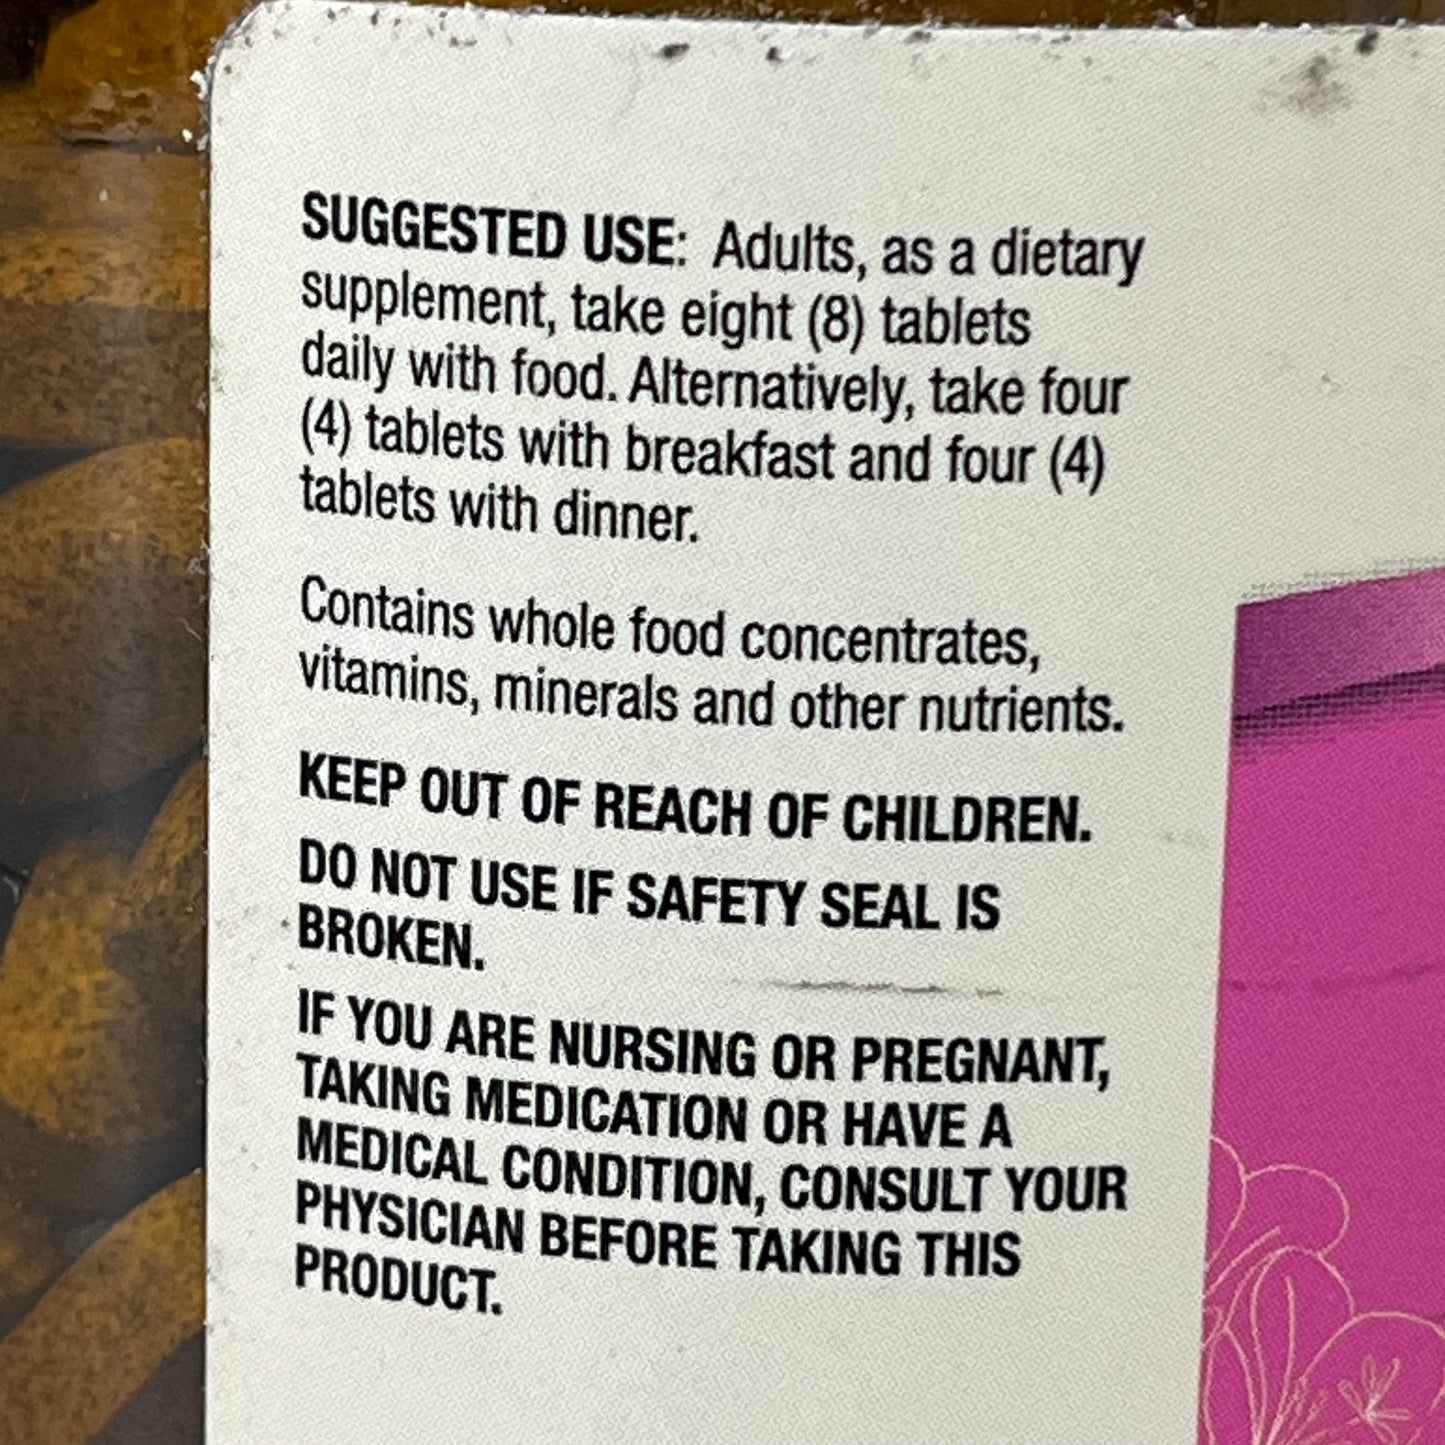 SUGGESTED USE: Adults, as a dietary
supplement, take eight (8) tablets
daily with food. Alternatively, take four
(4) tablets with breakfast and four (4)
tablets with dinner.
Contains whole food concentrates,
vitamins, minerals and other nutrients.
KEEP OUT OF REACH OF CHILDREN.
DO NOT USE IF SAFETY SEAL IS
BROKEN.
IF YOU ARE NURSING OR PREGNANT,
TAKING MEDICATION OR HAVE A
MEDICAL CONDITION, CONSULT YOUR
PHYSICIAN BEFORE TAKING THIS
PRODUCT.